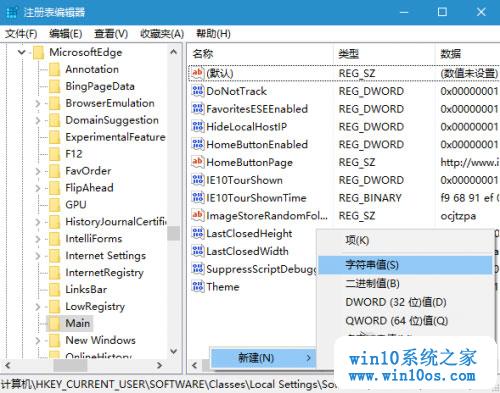 注册表编辑器
文件(F) 编辑(E) 查看(V) 收藏夹(A) 帮助(H)
MicrosoftEdge
Annotation
BingPageData
BrowserEmulation
DomainSuggestion
ExperimentalFeature
F12
FavOrder
FlipAhead
GPU
HistoryJournalCertific
IntelliForms
Internet Settings
InternetRegistry
LinksBar
LowRegistry
Main
New Windows
OnlineHistory
名称 类型 数据
(默认) REG_SZ (数值未设置)
DoNotTrack REG_DWORD 0x00000001
FavoritesESEEnabled REG_DWORD 0x00000001
HideLocalHostIP REG_DWORD 0x00000001
HomeButtonEnabled REG_DWORD 0x00000001
HomeButtonPage REG_SZ http://www.i
IE10TourShown REG_DWORD 0x00000001
IE10TourShownTime REG_BINARY f9 68 91 ef
ImageStoreRandomFol... REG_SZ ocjtzpa
LastClosedHeight
LastClosedWidth
SuppressScriptDebugg
Theme
新建(N)
项(K)
字符串值(S)
二进制值(B)
DWORD (32 位)值(D)
QWORD (64 位)值(Q)
计算机\HKEY_CURRENT_USER\SOFTWARE\Classes\Local Settings\Sof
win10系统之家
www.win10os.com